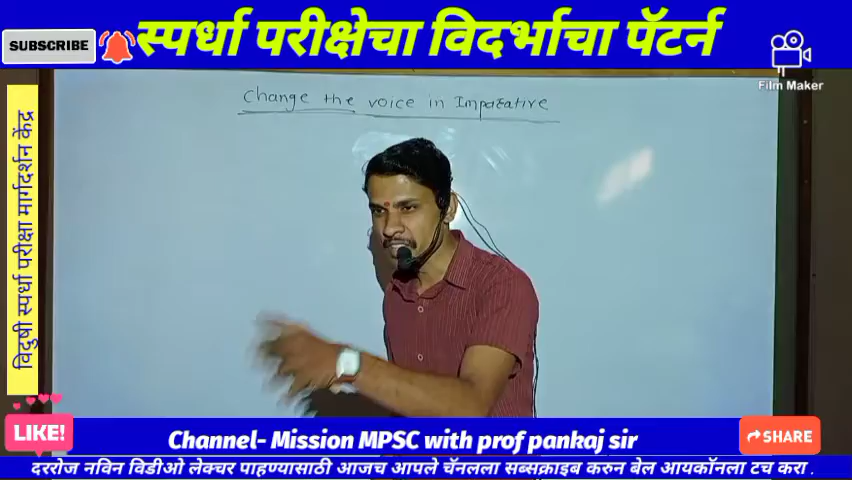 स्पर्धा परीक्षेचा विदर्भाचा पॅटर्न
SUBSCRIBE
Film Maker
Change the voice in Imperative
विदुषी स्पर्धा परीक्षा मार्गदर्शन केंद्र
LIKE!
Channel- Mission MPSC with prof pankaj sir
SHARE
दररोज नविन विडीओ लेक्चर पाहण्यासाठी आजच आपले चॅनलला सब्सक्राइब करुन बेल आयकॉनला टच करा .